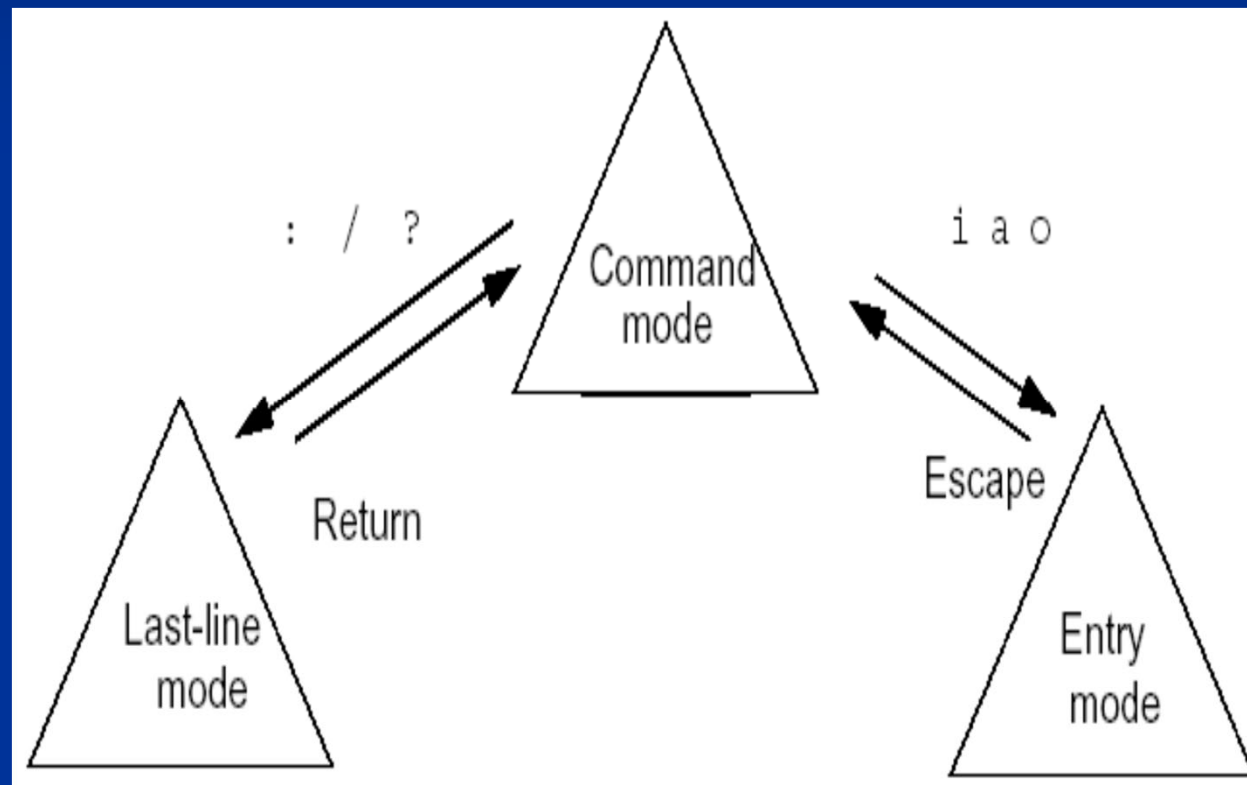 : / ?
i a o
Command
mode
Escape
Return
Last-line
mode
Entry
mode